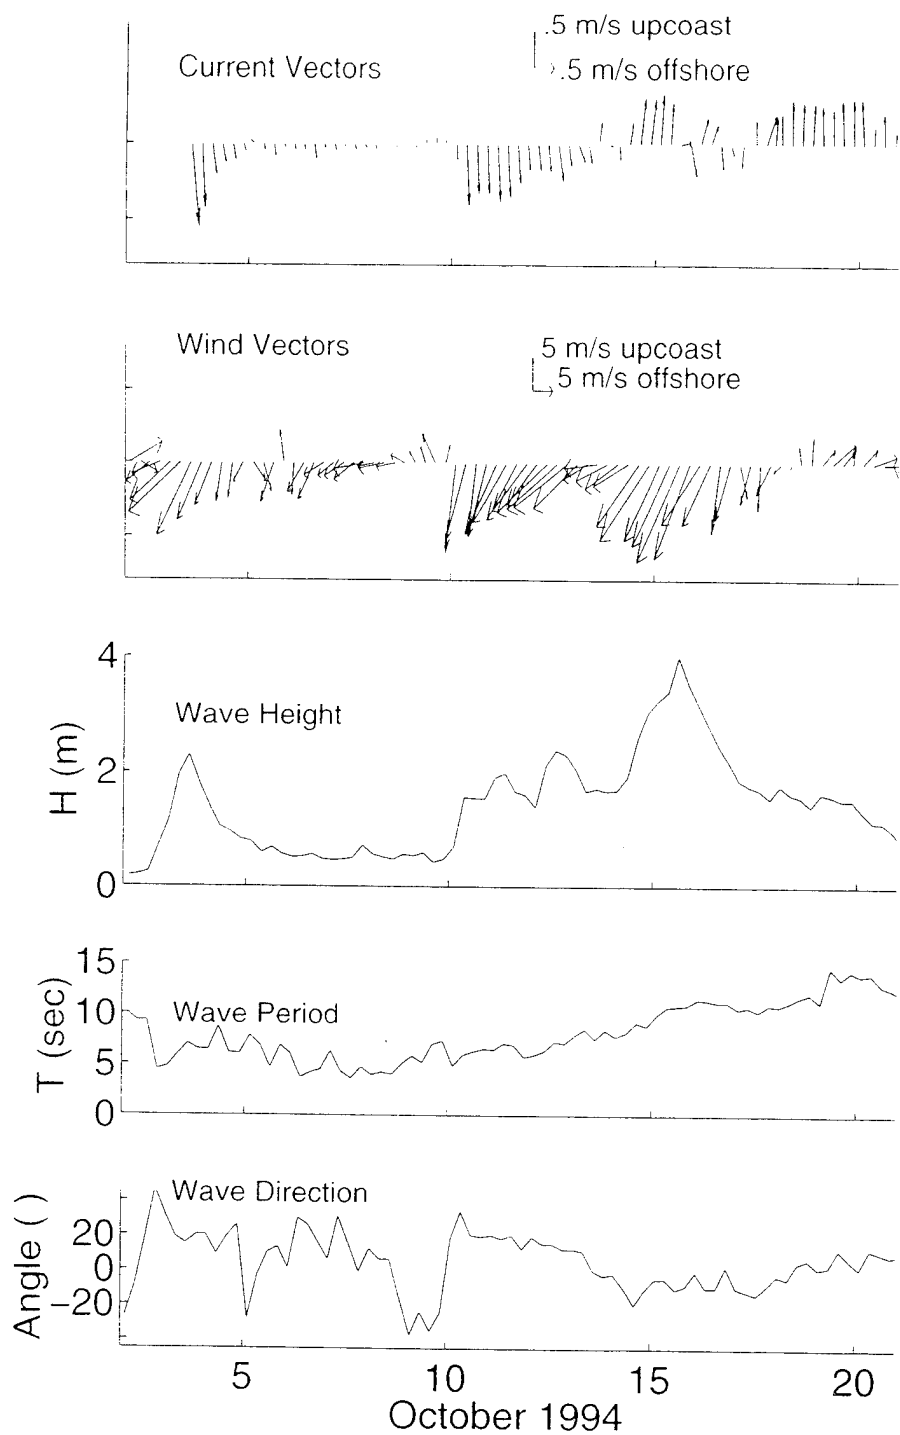 .5 m/s upcoast
Current Vectors
.5 m/s offshore
Wind Vectors
5 m/s upcoast
5 m/s offshore
4
Wave Height
H (m)
2
0
15
10
Wave Period
T (sec)
5
0
Wave Direction
Angle ( )
20
0
−20
5 10 15 20
October 1994